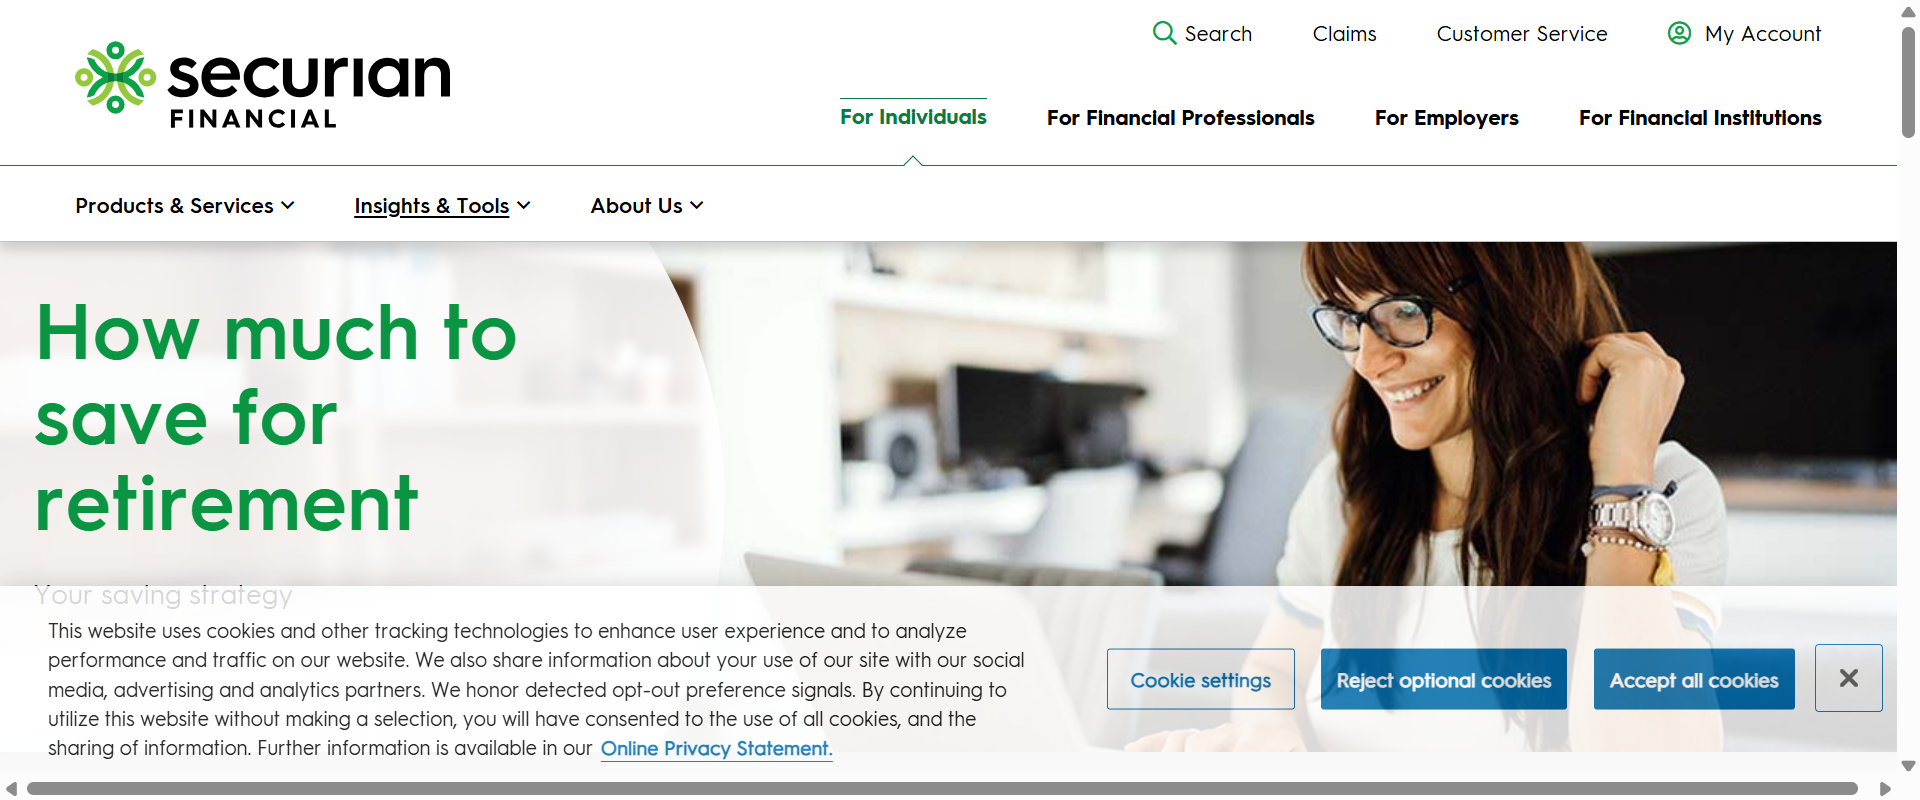 Search
Claims
Customer Service
My Account
securian
FINANCIAL
For Individuals
For Financial Professionals
For Employers
For Financial Institutions
Products & Services
Insights & Tools
About Us
How much to
save for
retirement
Your saving strategy
This website uses cookies and other tracking technologies to enhance user experience and to analyze
performance and traffic on our website. We also share information about your use of our site with our social
media, advertising and analytics partners. We honor detected opt-out preference signals. By continuing to
utilize this website without making a selection, you will have consented to the use of all cookies, and the
sharing of information. Further information is available in our Online Privacy Statement.
Cookie settings
Reject optional cookies
Accept all cookies